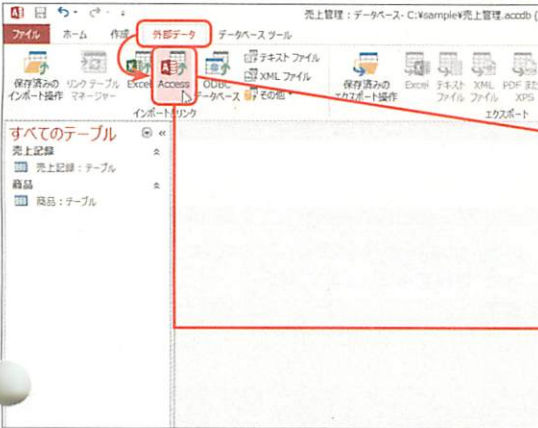 売上管理 : データベース- C:¥sample¥売上管理.accdb (
ファイル ホーム 作成 外部データ データベース ツール
保存済みの インポート操作
リンク テーブル マネージャー
Excel
Access
ODBC データベース
テキスト ファイル
XML ファイル
その他
保存済みの エクスポート操作
Excel
テキスト ファイル
XML ファイル
PDF また XPS
インポートとリンク
エクスポート
すべてのテーブル
売上記録
売上記録 : テーブル
商品
商品 : テーブル